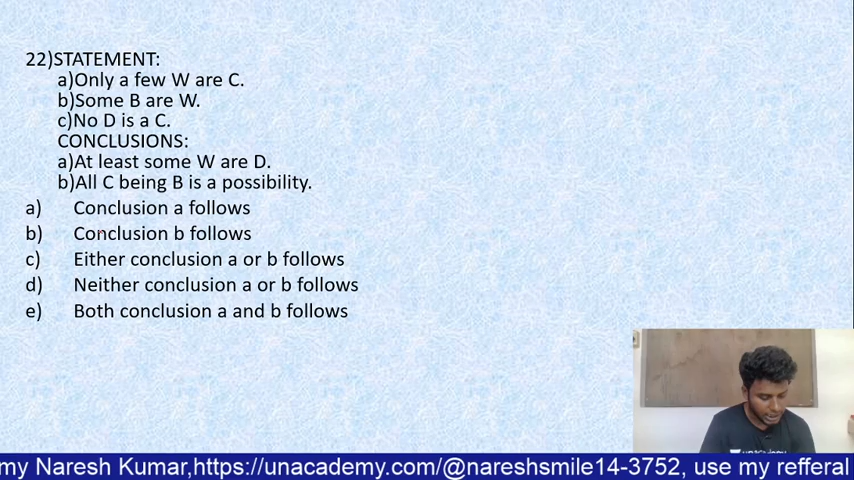 22)STATEMENT:
a)Only a few W are C.
b)Some B are W.
c)No D is a C.
CONCLUSIONS:
a)At least some W are D.
b)All C being B is a possibility.
a) Conclusion a follows
b) Conclusion b follows
c) Either conclusion a or b follows
d) Neither conclusion a or b follows
e) Both conclusion a and b follows
my Naresh Kumar,https://unacademy.com/@nareshsmile14-3752, use my refferal